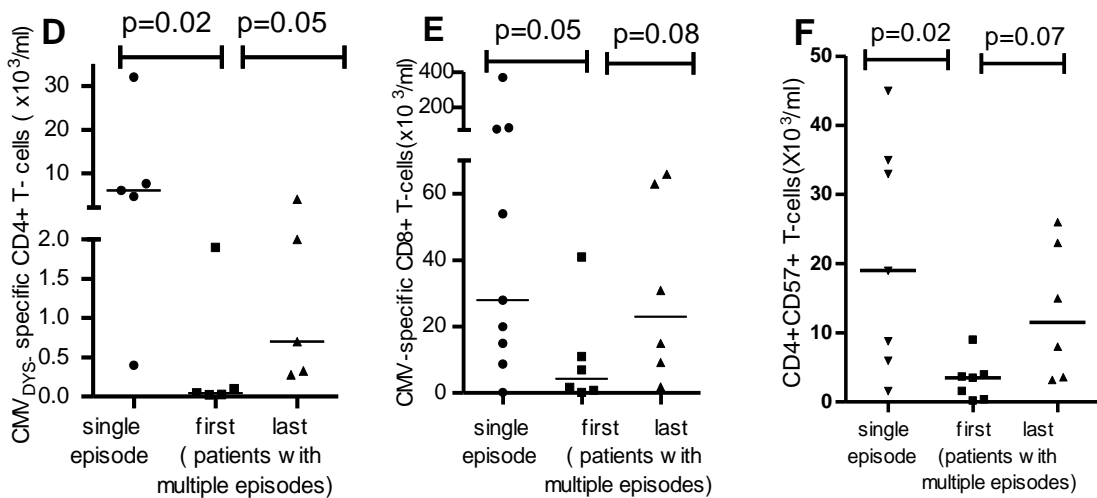 D
p=0.02
p=0.05
CMV DYS- specific CD4+ T- cells ( x10³/ml)
30
20
10
2.0
1.5
1.0
0.5
0.0
single
episode
first
last
( patients with
multiple episodes)
E
p=0.05
p=0.08
CMV-specific CD8+ T-cells(x10³/ml)
400
200
60
40
20
0
single
episode
first
last
( patients with
multiple episodes)
F
p=0.02
p=0.07
CD4+CD57+ T-cells(X10³/ml)
50
40
30
20
10
0
single
episode
first
last
(patients with
multiple episodes)